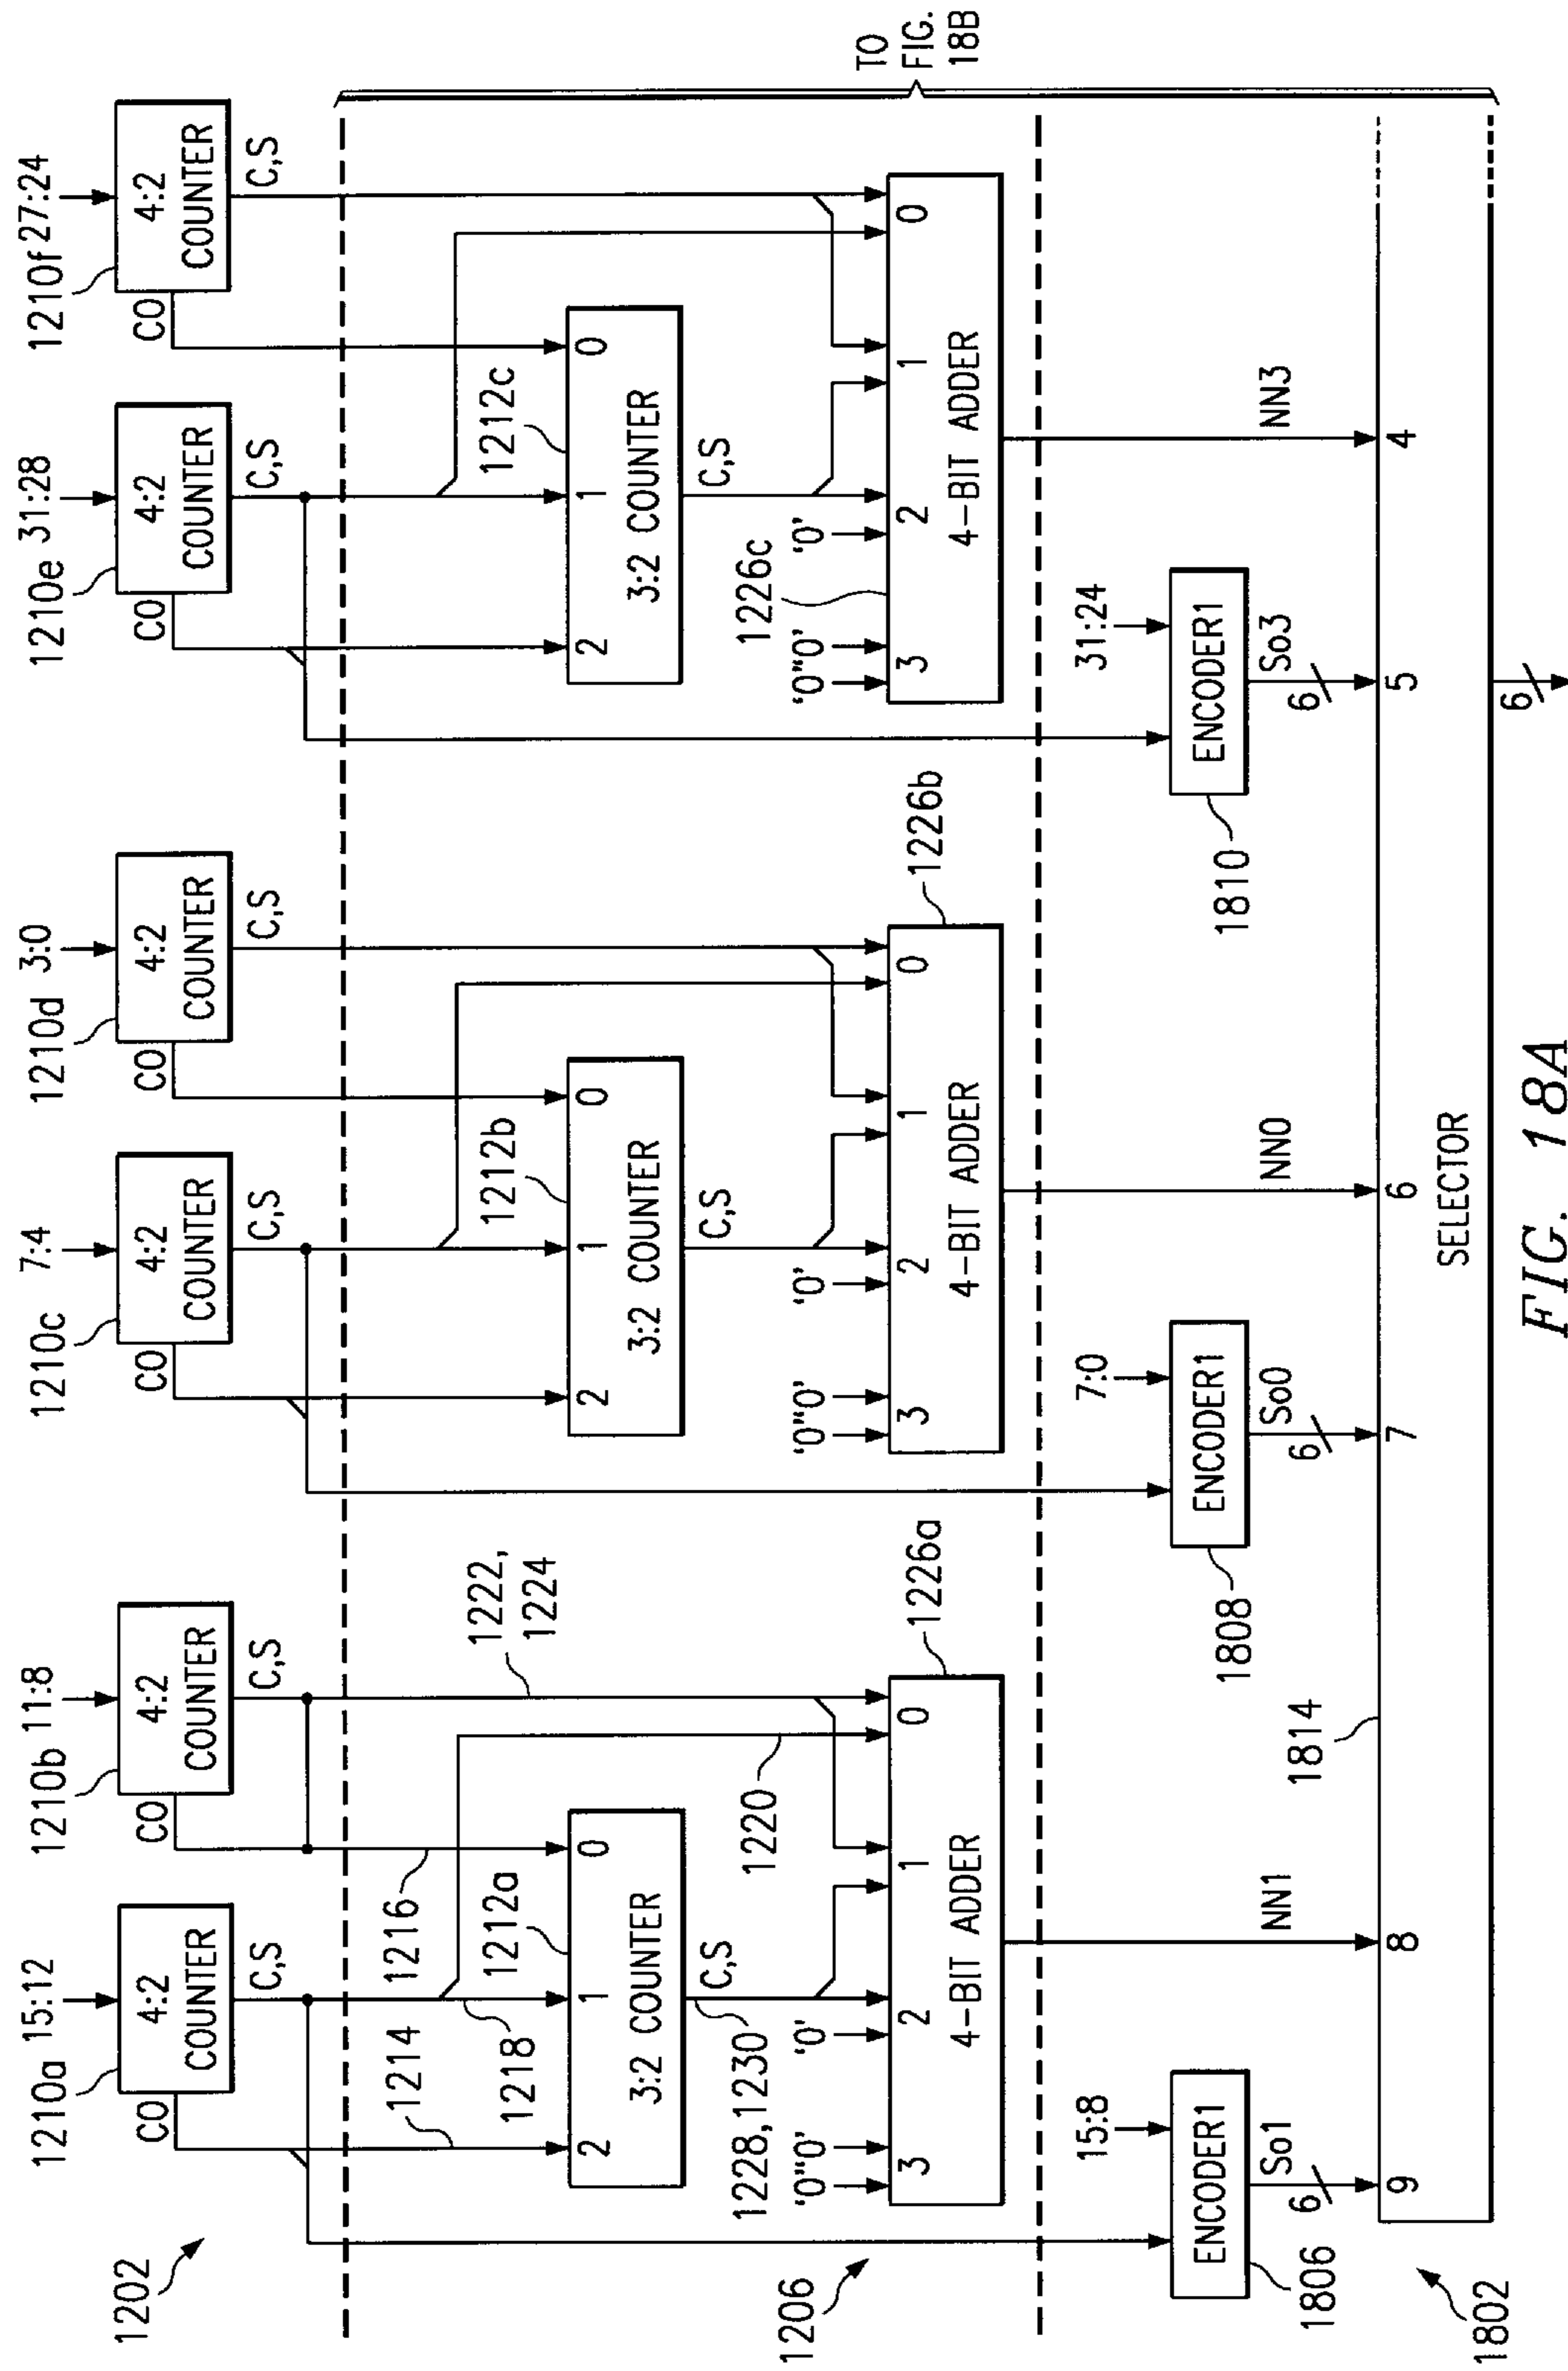 1202
1210a 15:12
4:2
COUNTER
CO
C,S
1210b 11:8
4:2
COUNTER
CO
C,S
1210c 7:4
4:2
COUNTER
CO
C,S
1210d 3:0
4:2
COUNTER
CO
C,S
1210e 31:28
4:2
COUNTER
CO
C,S
1210f 27:24
4:2
COUNTER
CO
C,S
1206
1214
1218
1216
1212a
2 1 0
3:2 COUNTER
C,S
1228,1230
1220
1222,
1224
1226a
'0''0' '0'
3 2 1 0
4-BIT ADDER
1212b
2 1 0
3:2 COUNTER
C,S
1226b
'0''0' '0'
3 2 1 0
4-BIT ADDER
1212c
2 1 0
3:2 COUNTER
C,S
1226c
'0''0' '0'
3 2 1 0
4-BIT ADDER
TO
FIG.
18B
15:8
ENCODER1
1806
6 So1
NN1
7:0
ENCODER1
1808
6 So0
NN0
31:24
ENCODER1
1810
6 So3
NN3
1814
9 8 7 6 5 4
SELECTOR
1802
6
FIG. 18A